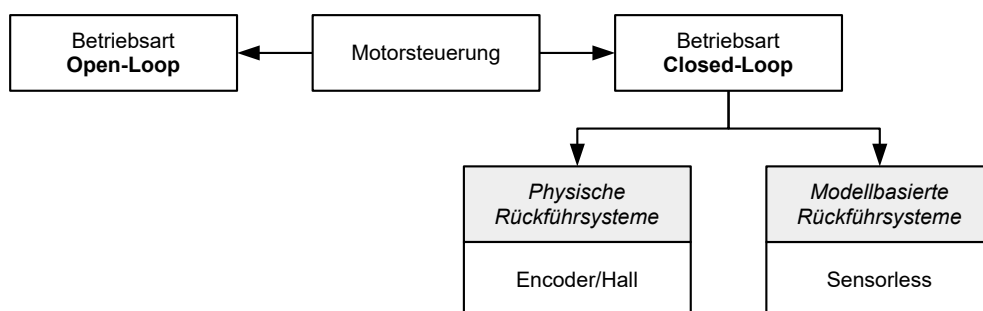 Betriebsart
Open-Loop
Motorsteuerung
Betriebsart
Closed-Loop
Physische
Rückführsysteme
Modellbasierte
Rückführsysteme
Encoder/Hall
Sensorless